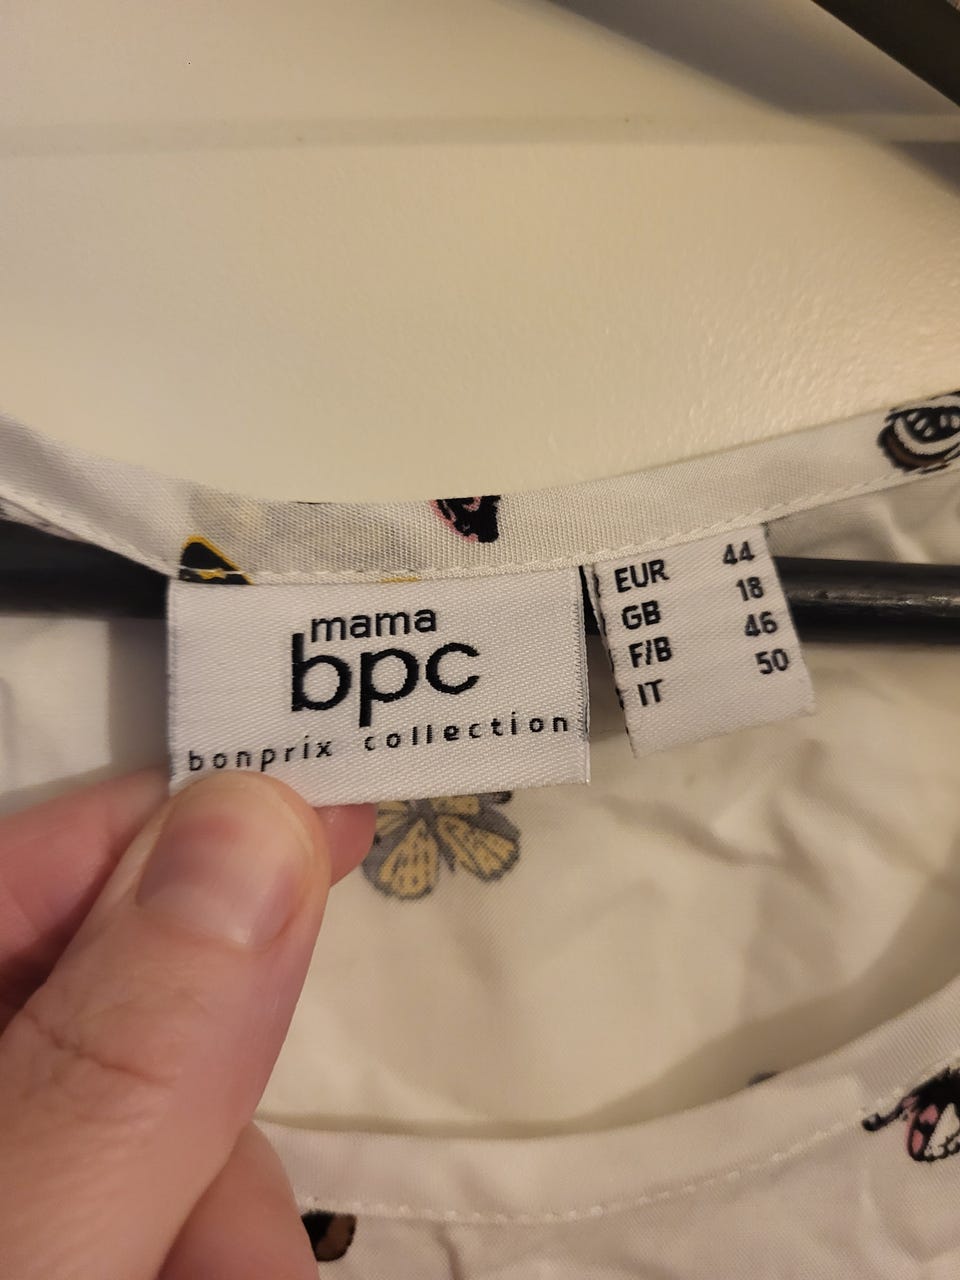 mama
bpc
bonprix collection
EUR 44
GB 18
F/B 46
IT 50